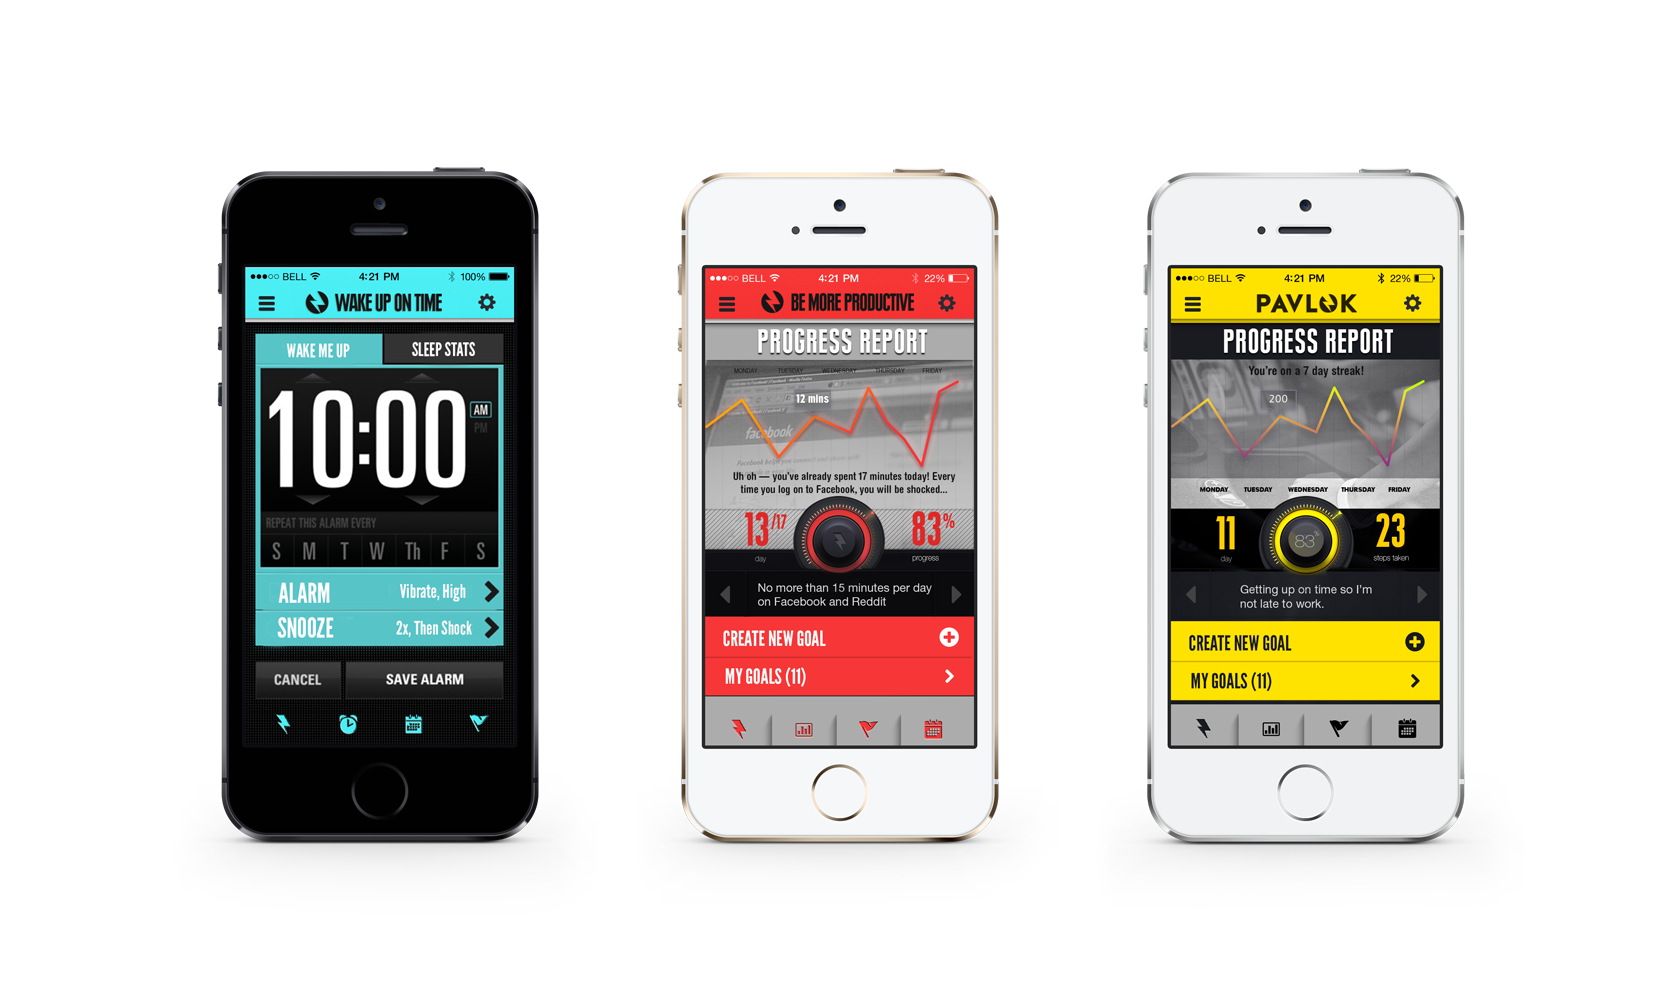 BELL 4:21 PM 100%
WAKE UP ON TIME
WAKE ME UP SLEEP STATS
10:00 AM
PM
REPEAT THIS ALARM EVERY
S M T W Th F S
ALARM Vibrate, High
SNOOZE 2x, Then Shock
CANCEL SAVE ALARM
BELL 4:21 PM 22%
BE MORE PRODUCTIVE
PROGRESS REPORT
MONDAY TUESDAY WEDNESDAY THURSDAY FRIDAY
12 mins
facebook
Uh oh — you've already spent 17 minutes today! Every
time you log on to Facebook, you will be shocked...
13/17 83%
day progress
No more than 15 minutes per day
on Facebook and Reddit
CREATE NEW GOAL
MY GOALS (11)
BELL 4:21 PM 22%
PAVLOK
PROGRESS REPORT
You're on a 7 day streak!
200
MONDAY TUESDAY WEDNESDAY THURSDAY FRIDAY
11 83 23
day steps taken
Getting up on time so I'm
not late to work.
CREATE NEW GOAL
MY GOALS (11)